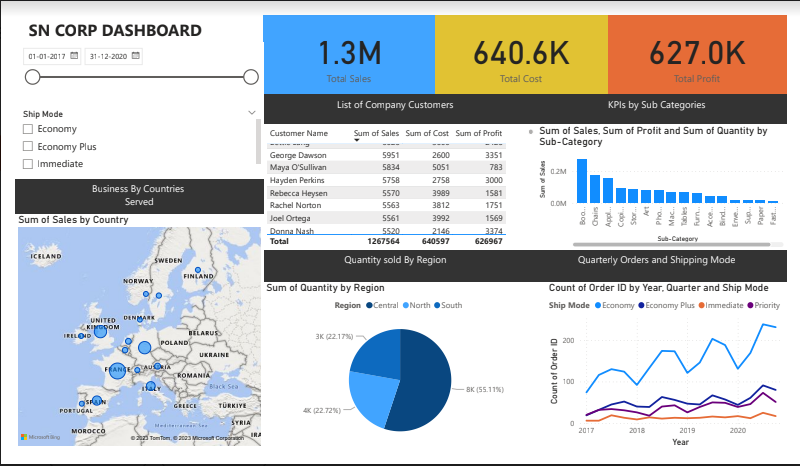 SN CORP DASHBOARD
01-01-2017
31-12-2020
Ship Mode
Economy
Economy Plus
Immediate
Business By Countries
Served
Sum of Sales by Country
ICELAND
SWEDEN
FINLAND
NORWAY
DENMARK
UNITED
KINGDOM
IRELAND
BELARUS
POLAND
UKRAINE
FRANCE
AUSTRIA
ROMANIA
ITALY
Black Sea
SPAIN
PORTUGAL
GREECE
TÜRKIYE
Mediterranean Sea
SYRIA
MOROCCO
IRA
Microsoft Bing
© 2023 TomTom, © 2023 Microsoft Corporation
1.3M
Total Sales
640.6K
Total Cost
627.0K
Total Profit
List of Company Customers
KPIs by Sub Categories
Customer Name Sum of Sales Sum of Cost Sum of Profit
George Dawson 5951 2600 3351
Maya O'Sullivan 5834 5051 783
Hayden Perkins 5758 2758 3000
Rebecca Heysen 5570 3989 1581
Rachel Norton 5563 3812 1751
Joel Ortega 5561 3992 1569
Donna Nash 5520 2146 3374
Total 1267564 640597 626967
Sum of Sales, Sum of Profit and Sum of Quantity by
Sub-Category
Sum of Sales
0.2M
0.0M
Boo... Chairs Appl... Copi... Stor... Art Pho... Mac... Tables Furn... Acce... Bind... Enve... Sup... Paper Fast...
Sub-Category
Quantity sold By Region
Quarterly Orders and Shipping Mode
Sum of Quantity by Region
Region Central North South
3K (22.17%)
4K (22.72%)
8K (55.11%)
Count of Order ID by Year, Quarter and Ship Mode
Ship Mode Economy Economy Plus Immediate Priority
Count of Order ID
200
100
0
2017 2018 2019 2020
Year